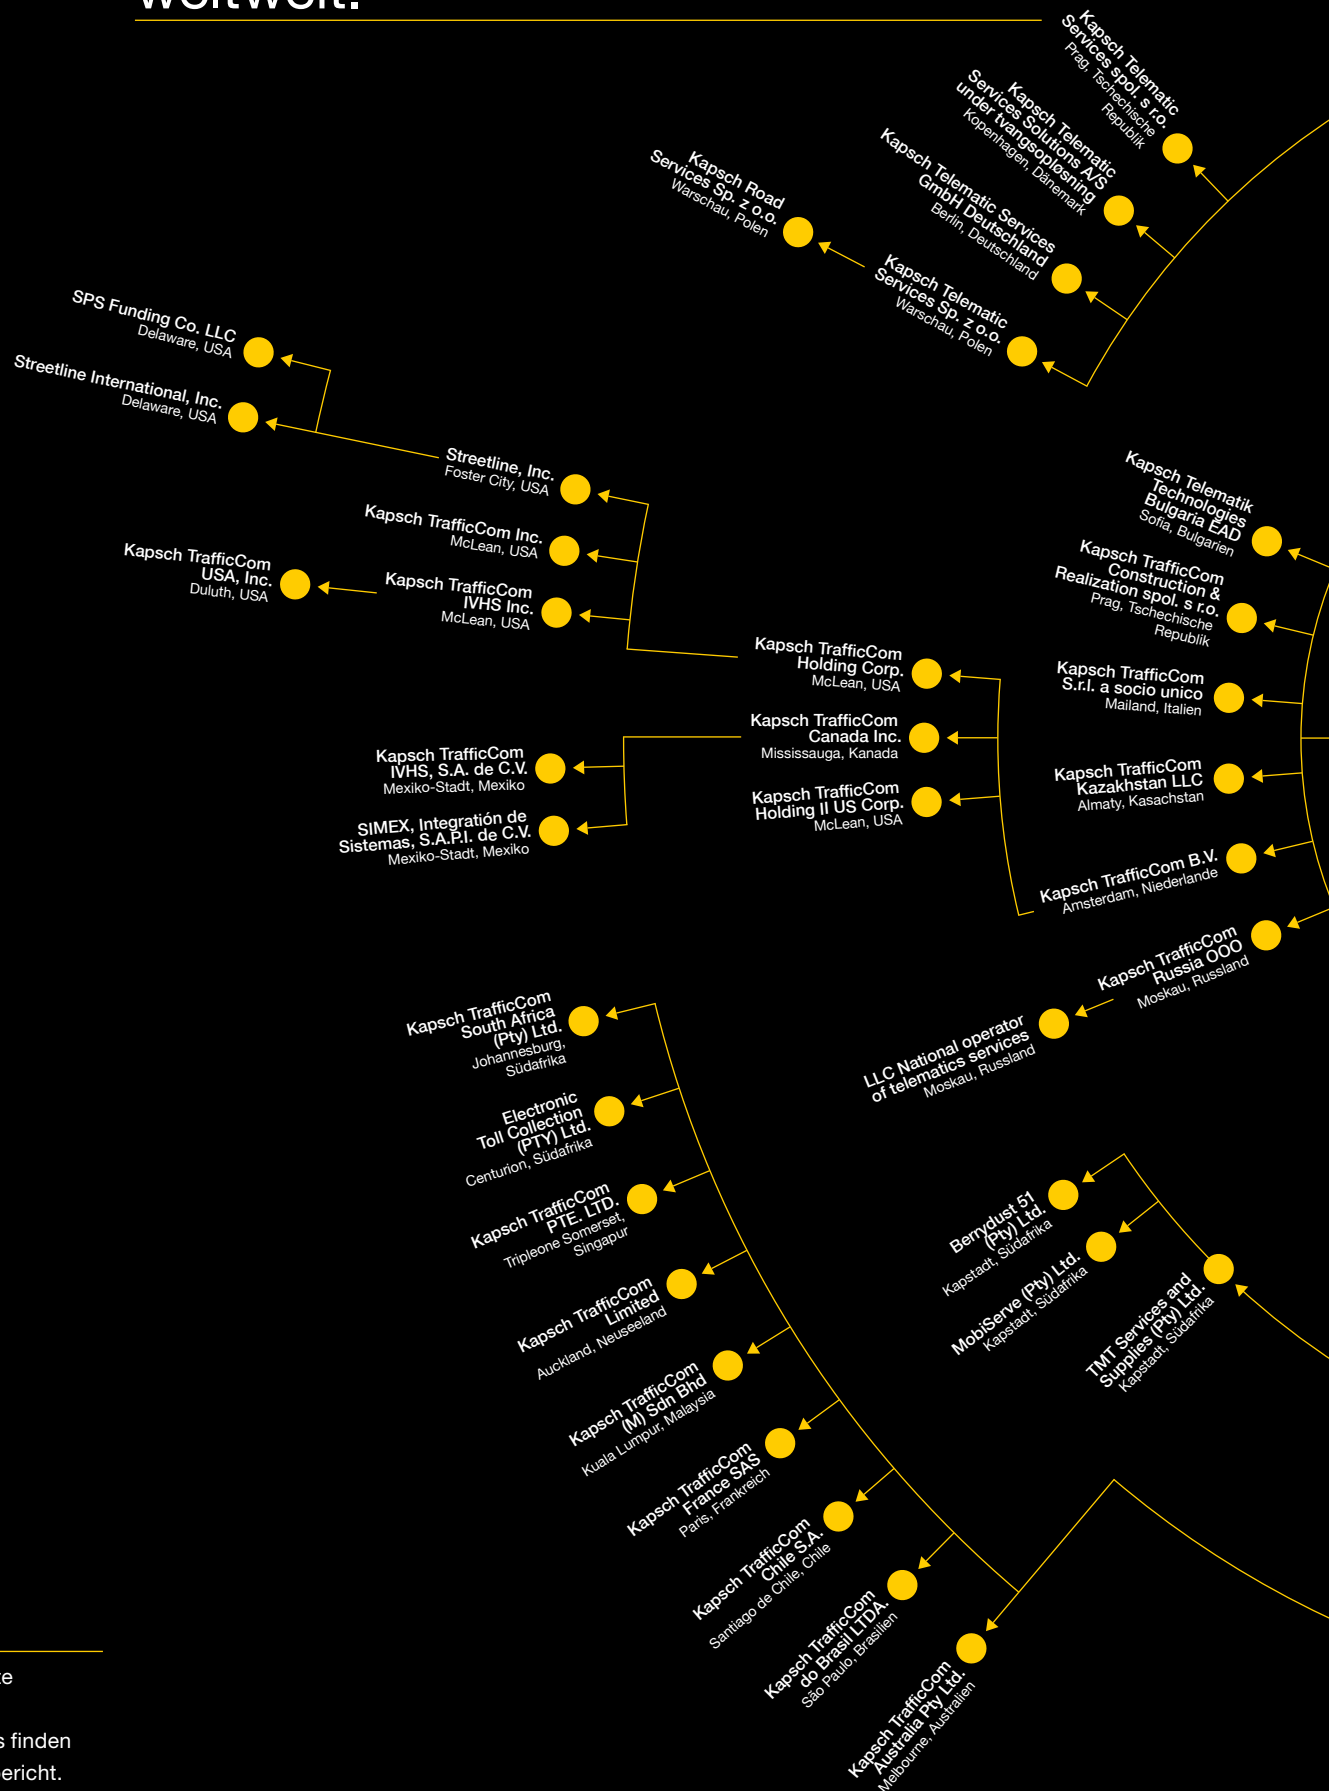 weltweit.
Kapsch Telematic
Services spol. s r.o.
Prag, Tschechische
Republik
Kapsch Telematic
Services Solutions A/S
under tvangsopløsning
Kopenhagen, Dänemark
Kapsch Telematic Services
GmbH Deutschland
Berlin, Deutschland
Kapsch Telematic
Services Sp. z o.o.
Warschau, Polen
Kapsch Road
Services Sp. z o.o.
Warschau, Polen
SPS Funding Co. LLC
Delaware, USA
Streetline International, Inc.
Delaware, USA
Streetline, Inc.
Foster City, USA
Kapsch TrafficCom Inc.
McLean, USA
Kapsch TrafficCom
IVHS Inc.
McLean, USA
Kapsch TrafficCom
USA, Inc.
Duluth, USA
Kapsch TrafficCom
Holding Corp.
McLean, USA
Kapsch TrafficCom
Canada Inc.
Mississauga, Kanada
Kapsch TrafficCom
Holding II US Corp.
McLean, USA
Kapsch TrafficCom
IVHS, S.A. de C.V.
Mexiko-Stadt, Mexiko
SIMEX, Integratión de
Sistemas, S.A.P.I. de C.V.
Mexiko-Stadt, Mexiko
Kapsch Telematik
Technologies
Bulgaria EAD
Sofia, Bulgarien
Kapsch TrafficCom
Construction &
Realization spol. s r.o.
Prag, Tschechische
Republik
Kapsch TrafficCom
S.r.l. a socio unico
Mailand, Italien
Kapsch TrafficCom
Kazakhstan LLC
Almaty, Kasachstan
Kapsch TrafficCom B.V.
Amsterdam, Niederlande
Kapsch TrafficCom
Russia OOO
Moskau, Russland
LLC National operator
of telematics services
Moskau, Russland
Kapsch TrafficCom
South Africa
(Pty) Ltd.
Johannesburg,
Südafrika
Electronic
Toll Collection
(PTY) Ltd.
Centurion, Südafrika
Kapsch TrafficCom
PTE. LTD.
Tripleone Somerset,
Singapur
Kapsch TrafficCom
Limited
Auckland, Neuseeland
Kapsch TrafficCom
(M) Sdn Bhd
Kuala Lumpur, Malaysia
Kapsch TrafficCom
France SAS
Paris, Frankreich
Kapsch TrafficCom
Chile S.A.
Santiago de Chile, Chile
Kapsch TrafficCom
do Brasil LTDA.
São Paulo, Brasilien
Kapsch TrafficCom
Australia Pty Ltd.
Melbourne, Australien
Berrydust 51
(Pty) Ltd.
Kapstadt, Südafrika
MobiServe (Pty) Ltd.
Kapstadt, Südafrika
TMT Services and
Supplies (Pty) Ltd.
Kapstadt, Südafrika
te
s finden
ericht.